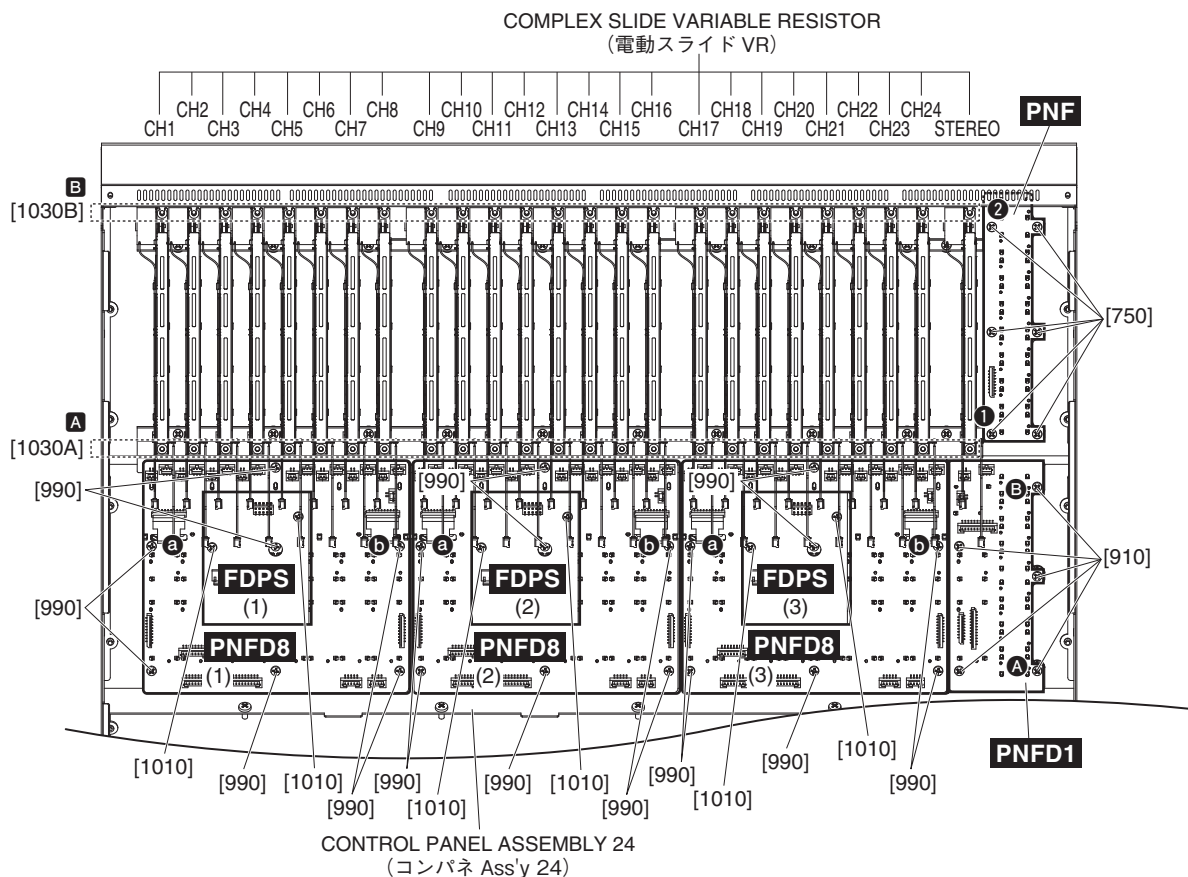 COMPLEX SLIDE VARIABLE RESISTOR
(電動スライド VR)
CH2 CH4 CH6 CH8 CH10 CH12 CH14 CH16 CH18 CH20 CH22 CH24
CH1 CH3 CH5 CH7 CH9 CH11 CH13 CH15 CH17 CH19 CH21 CH23 STEREO
PNF
B
[1030B]
2
[750]
A
1
[1030A]
[990] [990] [990]
B
a b a b a b
[910]
FDPS FDPS FDPS
(1) (2) (3)
[990]
PNFD8 PNFD8 PNFD8
(1) (2) (3)
A
PNFD1
[1010] [990] [1010] [990] [990] [1010] [990] [1010] [990] [990] [1010] [990] [1010] [990]
CONTROL PANEL ASSEMBLY 24
(コンパネ Ass'y 24)